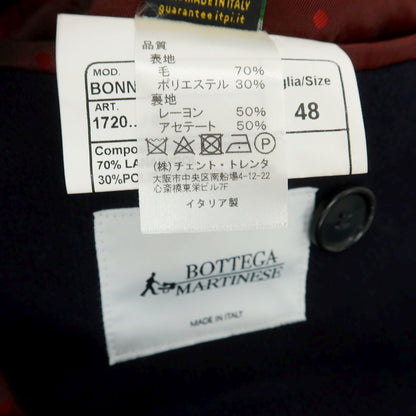 MADE IN ITALY
guaranteeitpi.it
MOD.
BONN
ART.
1720..
Compo
70% LA
30%PO
glia/Size
48
品質
表地
毛 70%
ポリエステル 30%
裏地
レーヨン 50%
アセテート 50%
(株)チェント・トレンタ
大阪市中央区南船場4-12-22
心斎橋東急ビル7F
イタリア製
BOTTEGA
MARTINESE
MADE IN ITALY